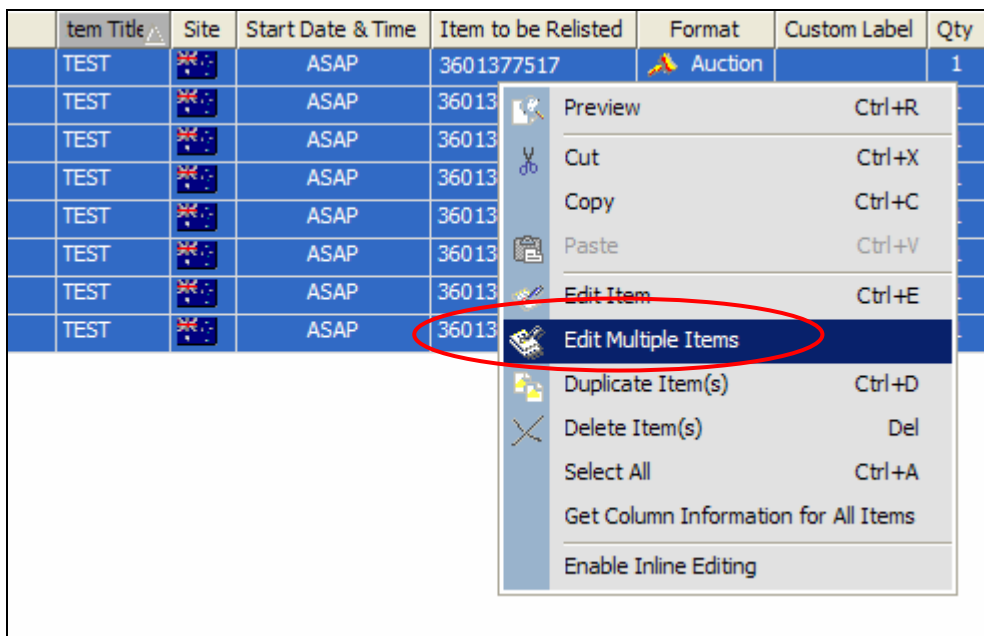 tem Title Site Start Date & Time Item to be Relisted Format Custom Label Qty
TEST ASAP 3601377517 Auction 1
TEST ASAP 36013
Preview Ctrl+R
TEST ASAP 36013
Cut Ctrl+X
TEST ASAP 36013
Copy Ctrl+C
TEST ASAP 36013
TEST ASAP 36013
Paste Ctrl+V
TEST ASAP 36013
Edit Item Ctrl+E
TEST ASAP 36013
Edit Multiple Items
Duplicate Item(s) Ctrl+D
Delete Item(s) Del
Select All Ctrl+A
Get Column Information for All Items
Enable Inline Editing